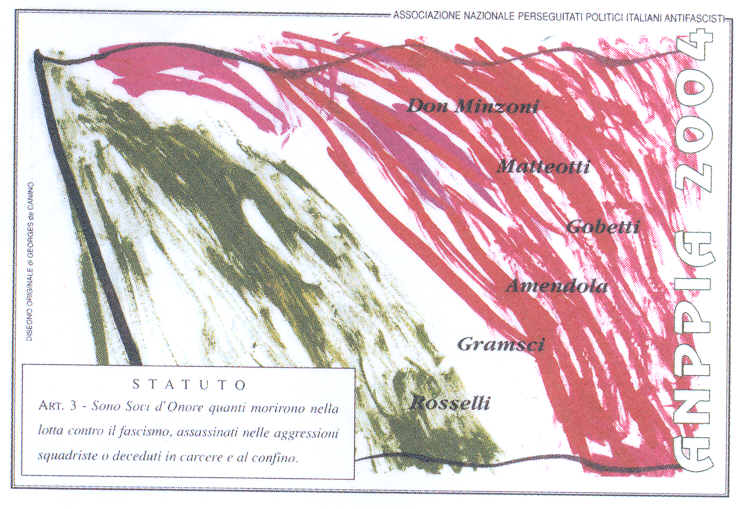 ASSOCIAZIONE NAZIONALE PERSEGUITATI POLITICI ITALIANI ANTIFASCISTI
ANPPIA 2004
Don Minzoni
Matteotti
Gobetti
Amendola
Gramsci
Rosselli
DISEGNO ORIGINALE di GEORGES de CANINO
STATUTO
ART. 3 - Sono Sovi d'Onore quanti morirono nella
lotta contro il fascismo, assassinati nelle aggressioni
squadriste o deceduti in carcere e al confino.